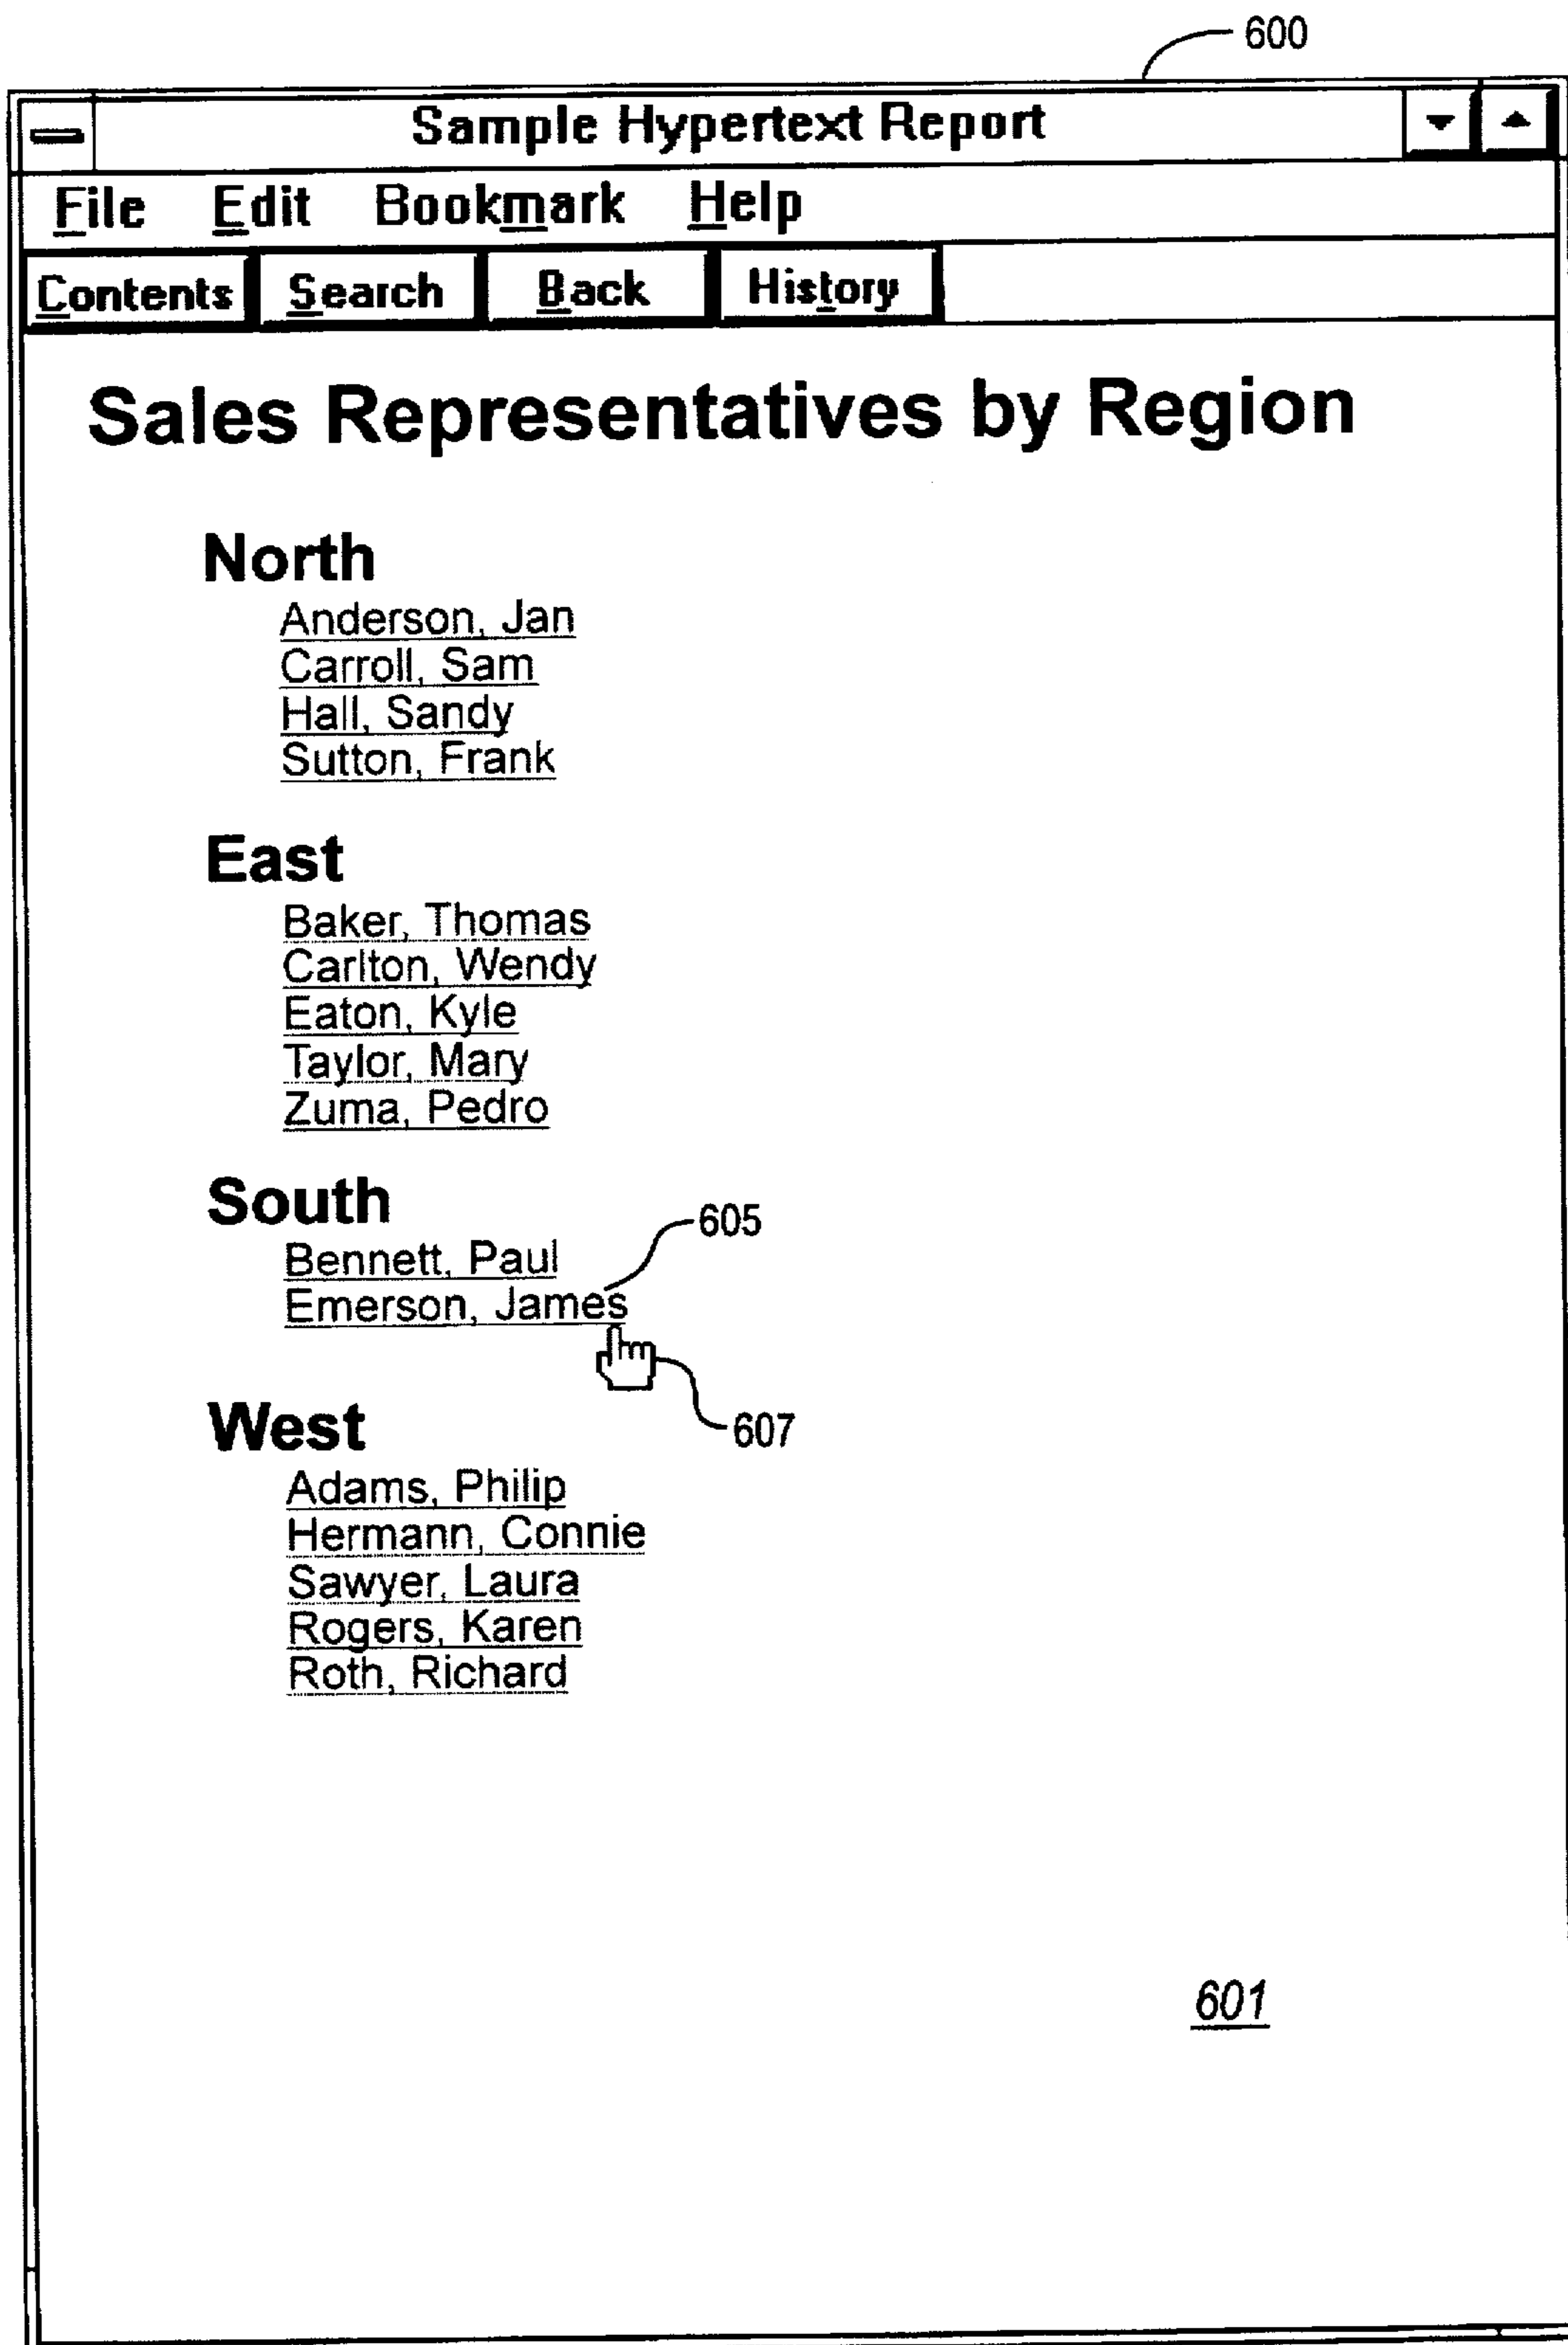 600
Sample Hypertext Report
File Edit Bookmark Help
Contents Search Back History
Sales Representatives by Region
North
Anderson, Jan
Carroll, Sam
Hall, Sandy
Sutton, Frank
East
Baker, Thomas
Carlton, Wendy
Eaton, Kyle
Taylor, Mary
Zuma, Pedro
South
605
Bennett, Paul
Emerson, James
607
West
Adams, Philip
Hermann, Connie
Sawyer, Laura
Rogers, Karen
Roth, Richard
601